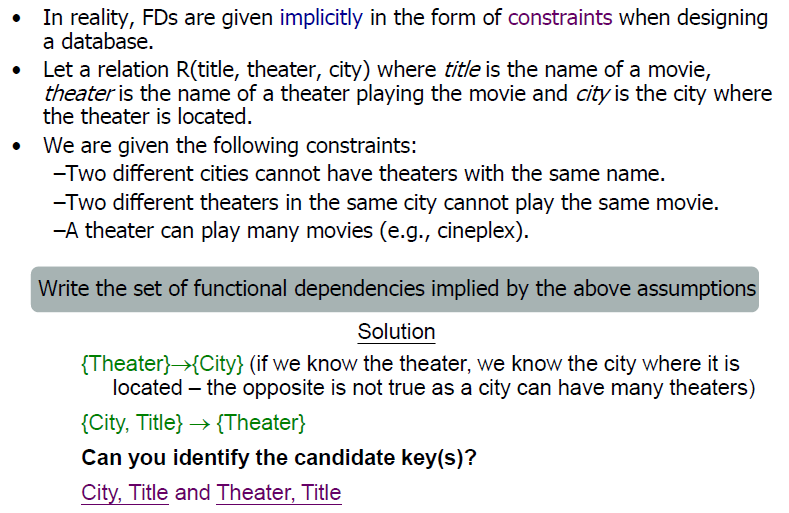 • In reality, FDs are given implicitly in the form of constraints when designing
a database.
• Let a relation R(title, theater, city) where title is the name of a movie,
theater is the name of a theater playing the movie and city is the city where
the theater is located.
• We are given the following constraints:
–Two different cities cannot have theaters with the same name.
–Two different theaters in the same city cannot play the same movie.
–A theater can play many movies (e.g., cineplex).
Write the set of functional dependencies implied by the above assumptions
Solution
{Theater}→{City} (if we know the theater, we know the city where it is
located – the opposite is not true as a city can have many theaters)
{City, Title} → {Theater}
Can you identify the candidate key(s)?
City, Title and Theater, Title